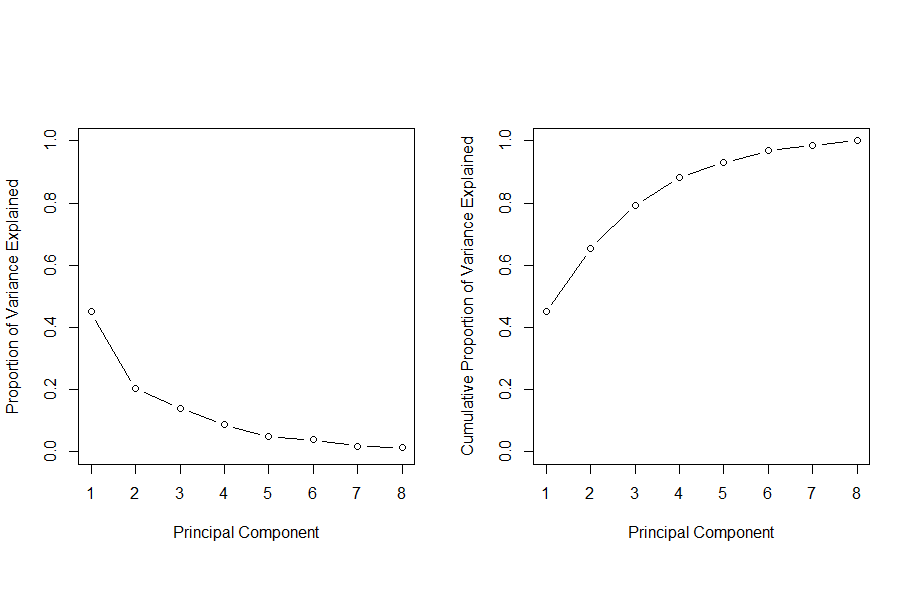 Proportion of Variance Explained
1.0
0.8
0.6
0.4
0.2
0.0
1 2 3 4 5 6 7 8
Principal Component
Cumulative Proportion of Variance Explained
1.0
0.8
0.6
0.4
0.2
0.0
1 2 3 4 5 6 7 8
Principal Component